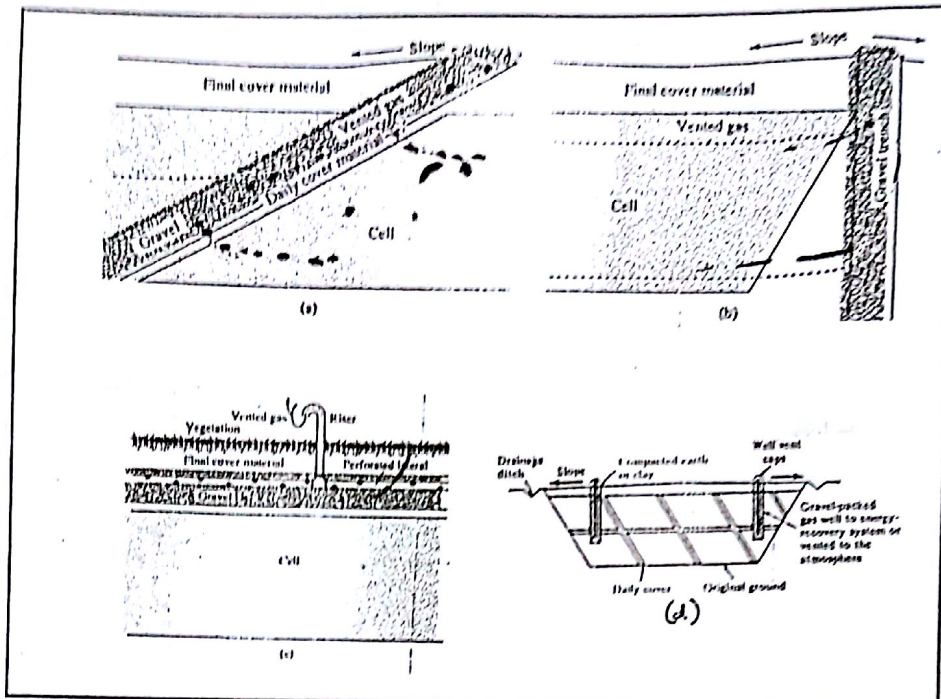 Slope
Final cover material
Vented gas
Gravel
Daily cover material
Cell
(a)
Slope
Final cover material
Vented gas
Cell
Gravel trench
(b)
Vented gas
Riser
Vegetation
Final cover material
Perforated lateral
Gravel
Cell
(c)
Drainage
ditch
Slope
Compacted earth
or clay
Well vent
caps
Gravel-packed
gas well to energy-
recovery system or
vented to the
atmosphere
Daily cover
Original ground
(d.)